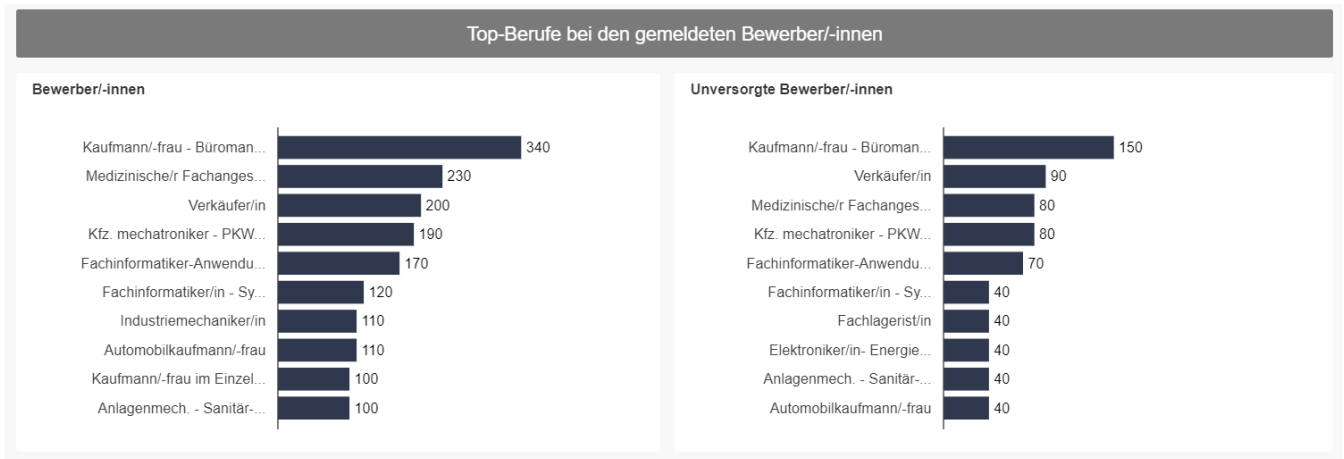 Top-Berufe bei den gemeldeten Bewerber/-innen
Bewerber/-innen
Kaufmann/-frau - Büroman... 340
Medizinische/r Fachanges... 230
Verkäufer/in 200
Kfz. mechatroniker - PKW... 190
Fachinformatiker-Anwendu... 170
Fachinformatiker/in - Sy... 120
Industriemechaniker/in 110
Automobilkaufmann/-frau 110
Kaufmann/-frau im Einzel... 100
Anlagenmech. - Sanitär-... 100
Unversorgte Bewerber/-innen
Kaufmann/-frau - Büroman... 150
Verkäufer/in 90
Medizinische/r Fachanges... 80
Kfz. mechatroniker - PKW... 80
Fachinformatiker-Anwendu... 70
Fachinformatiker/in - Sy... 40
Fachlagerist/in 40
Elektroniker/in- Energie... 40
Anlagenmech. - Sanitär-... 40
Automobilkaufmann/-frau 40